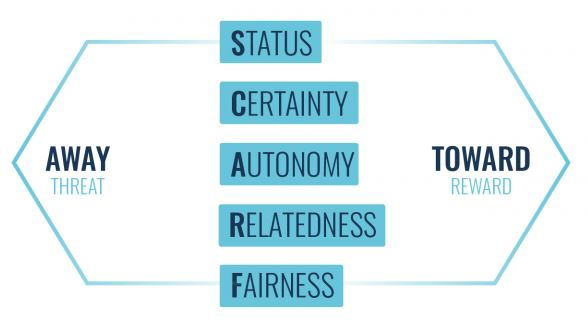 STATUS
CERTAINTY
AWAY
THREAT
AUTONOMY
TOWARD
REWARD
RELATEDNESS
FAIRNESS